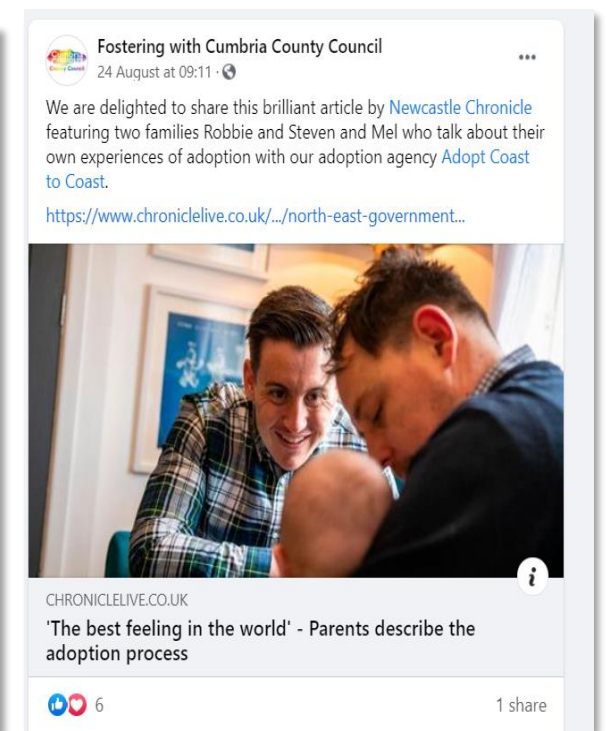 Fostering with Cumbria County Council
24 August at 09:11 ·
We are delighted to share this brilliant article by Newcastle Chronicle
featuring two families Robbie and Steven and Mel who talk about their
own experiences of adoption with our adoption agency Adopt Coast
to Coast.
https://www.chroniclelive.co.uk/.../north-east-government...
i
CHRONICLELIVE.CO.UK
'The best feeling in the world' - Parents describe the
adoption process
6
1 share